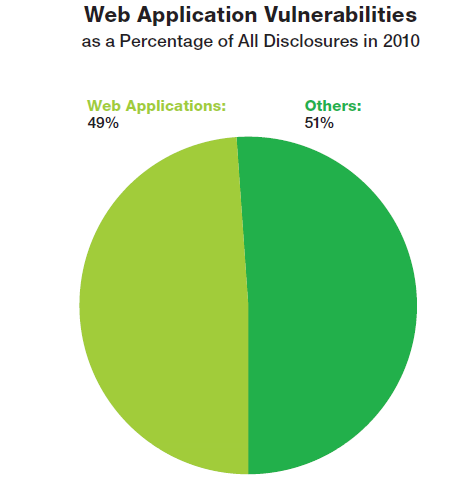 Web Application Vulnerabilities
as a Percentage of All Disclosures in 2010
Web Applications:
49%
Others:
51%